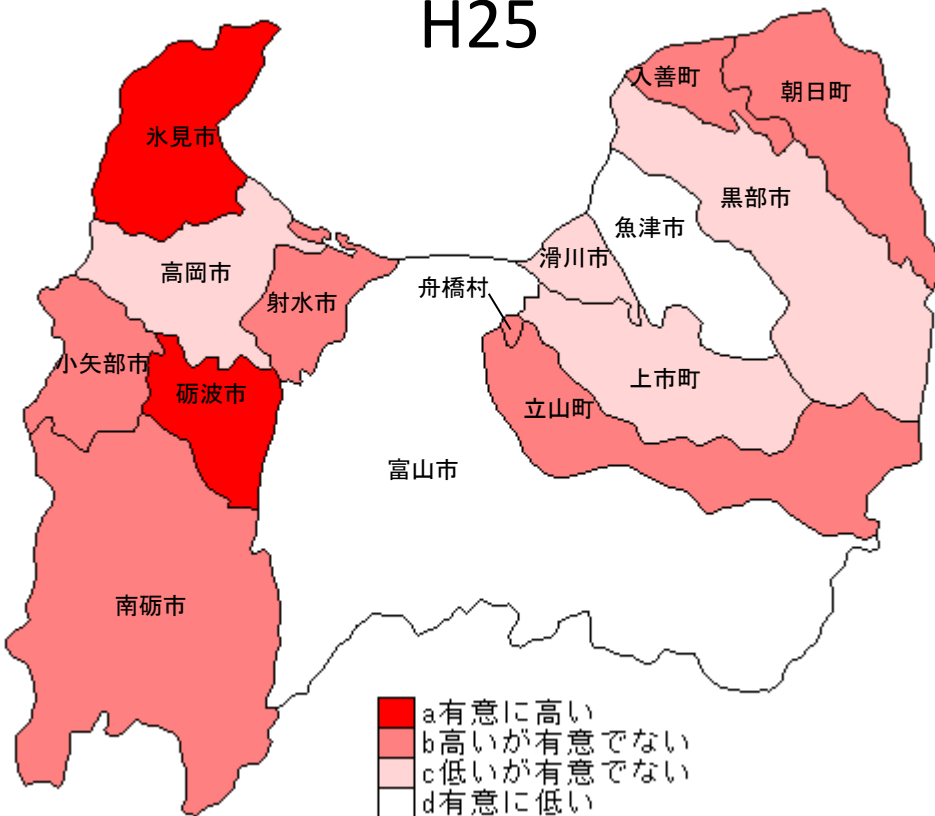 H25
入善町
朝日町
氷見市
黒部市
魚津市
滑川市
高岡市
舟橋村
射水市
小矢部市
上市町
砺波市
立山町
富山市
南砺市
a有意に高い
b高いが有意でない
c低いが有意でない
d有意に低い